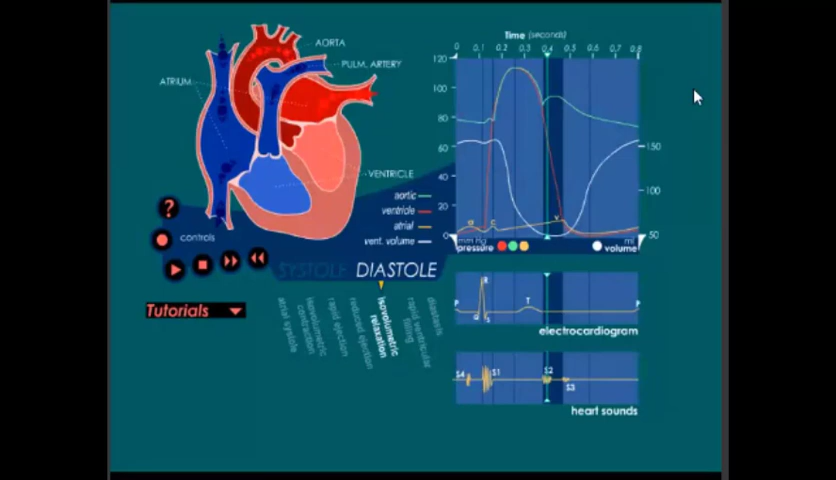 AORTA
PULM. ARTERY
ATRIUM
VENTRICLE
?
controls
Tutorials
SYSTOLE DIASTOLE
atrial systole
isovolumetric contraction
rapid ejection
reduced ejection
isovolumetric relaxation
rapid ventricular filling
diastasis
Time (seconds)
0 0.1 0.2 0.3 0.4 0.5 0.6 0.7 0.8
120
100
80
60
40
20
0
150
100
50
aortic
ventricle
atrial
vent. volume
a c v
mm Hg ml
pressure volume
P Q R S T P
electrocardiogram
S4 S1 S2 S3
heart sounds